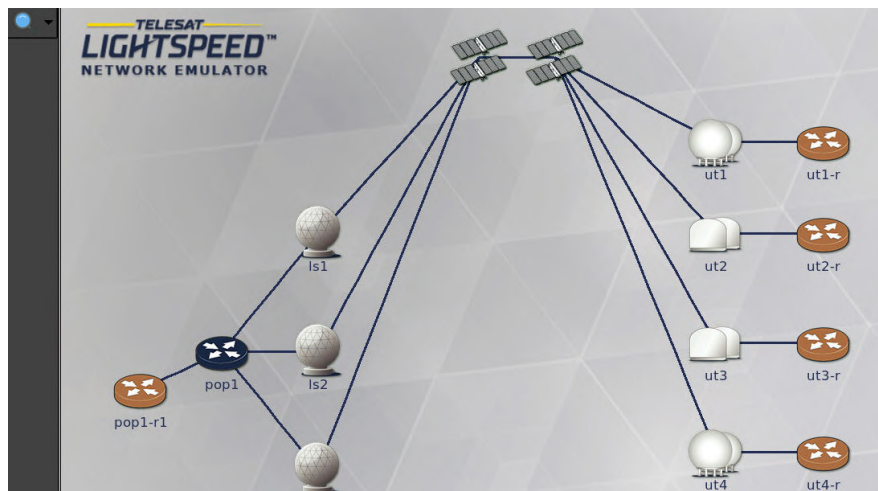 TELESAT
LIGHTSPEED™
NETWORK EMULATOR
ut1
ut1-r
ls1
ut2
ut2-r
pop1
ls2
ut3
ut3-r
pop1-r1
ut4
ut4-r